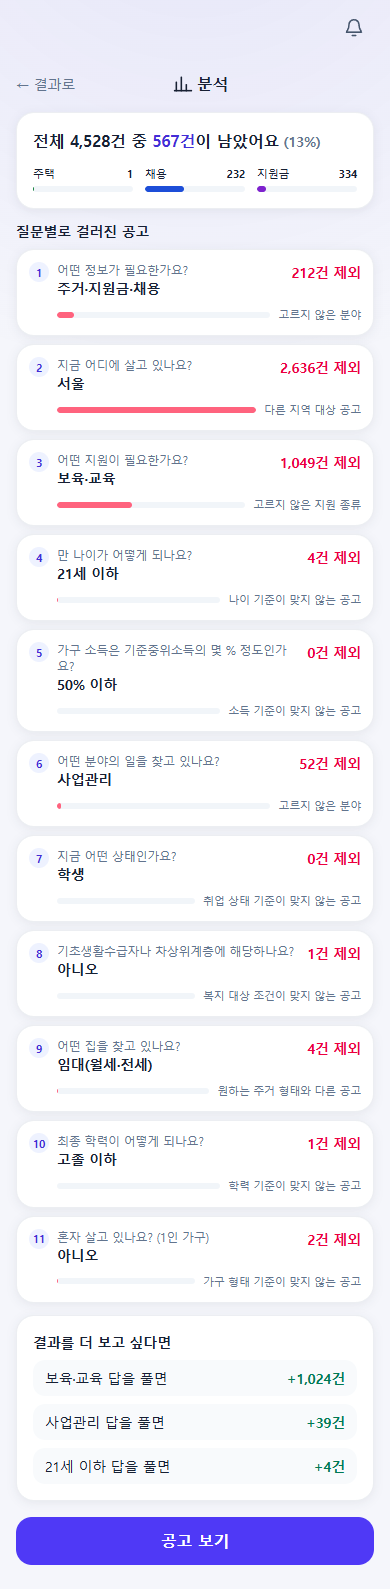 ← 결과로
분석
전체 4,528건 중 567건이 남았어요 (13%)
주택 1 채용 232 지원금 334
질문별로 걸러진 공고
1 어떤 정보가 필요한가요? 212건 제외
주거·지원금·채용
고르지 않은 분야
2 지금 어디에 살고 있나요? 2,636건 제외
서울
다른 지역 대상 공고
3 어떤 지원이 필요한가요? 1,049건 제외
보육·교육
고르지 않은 지원 종류
4 만 나이가 어떻게 되나요? 4건 제외
21세 이하
나이 기준이 맞지 않는 공고
5 가구 소득은 기준중위소득의 몇 % 정도인가 0건 제외
요?
50% 이하
소득 기준이 맞지 않는 공고
6 어떤 분야의 일을 찾고 있나요? 52건 제외
사업관리
고르지 않은 분야
7 지금 어떤 상태인가요? 0건 제외
학생
취업 상태 기준이 맞지 않는 공고
8 기초생활수급자나 차상위계층에 해당하나요? 1건 제외
아니오
복지 대상 조건이 맞지 않는 공고
9 어떤 집을 찾고 있나요? 4건 제외
임대(월세·전세)
원하는 주거 형태와 다른 공고
10 최종 학력이 어떻게 되나요? 1건 제외
고졸 이하
학력 기준이 맞지 않는 공고
11 혼자 살고 있나요? (1인 가구) 2건 제외
아니오
가구 형태 기준이 맞지 않는 공고
결과를 더 보고 싶다면
보육·교육 답을 풀면 +1,024건
사업관리 답을 풀면 +39건
21세 이하 답을 풀면 +4건
공고 보기